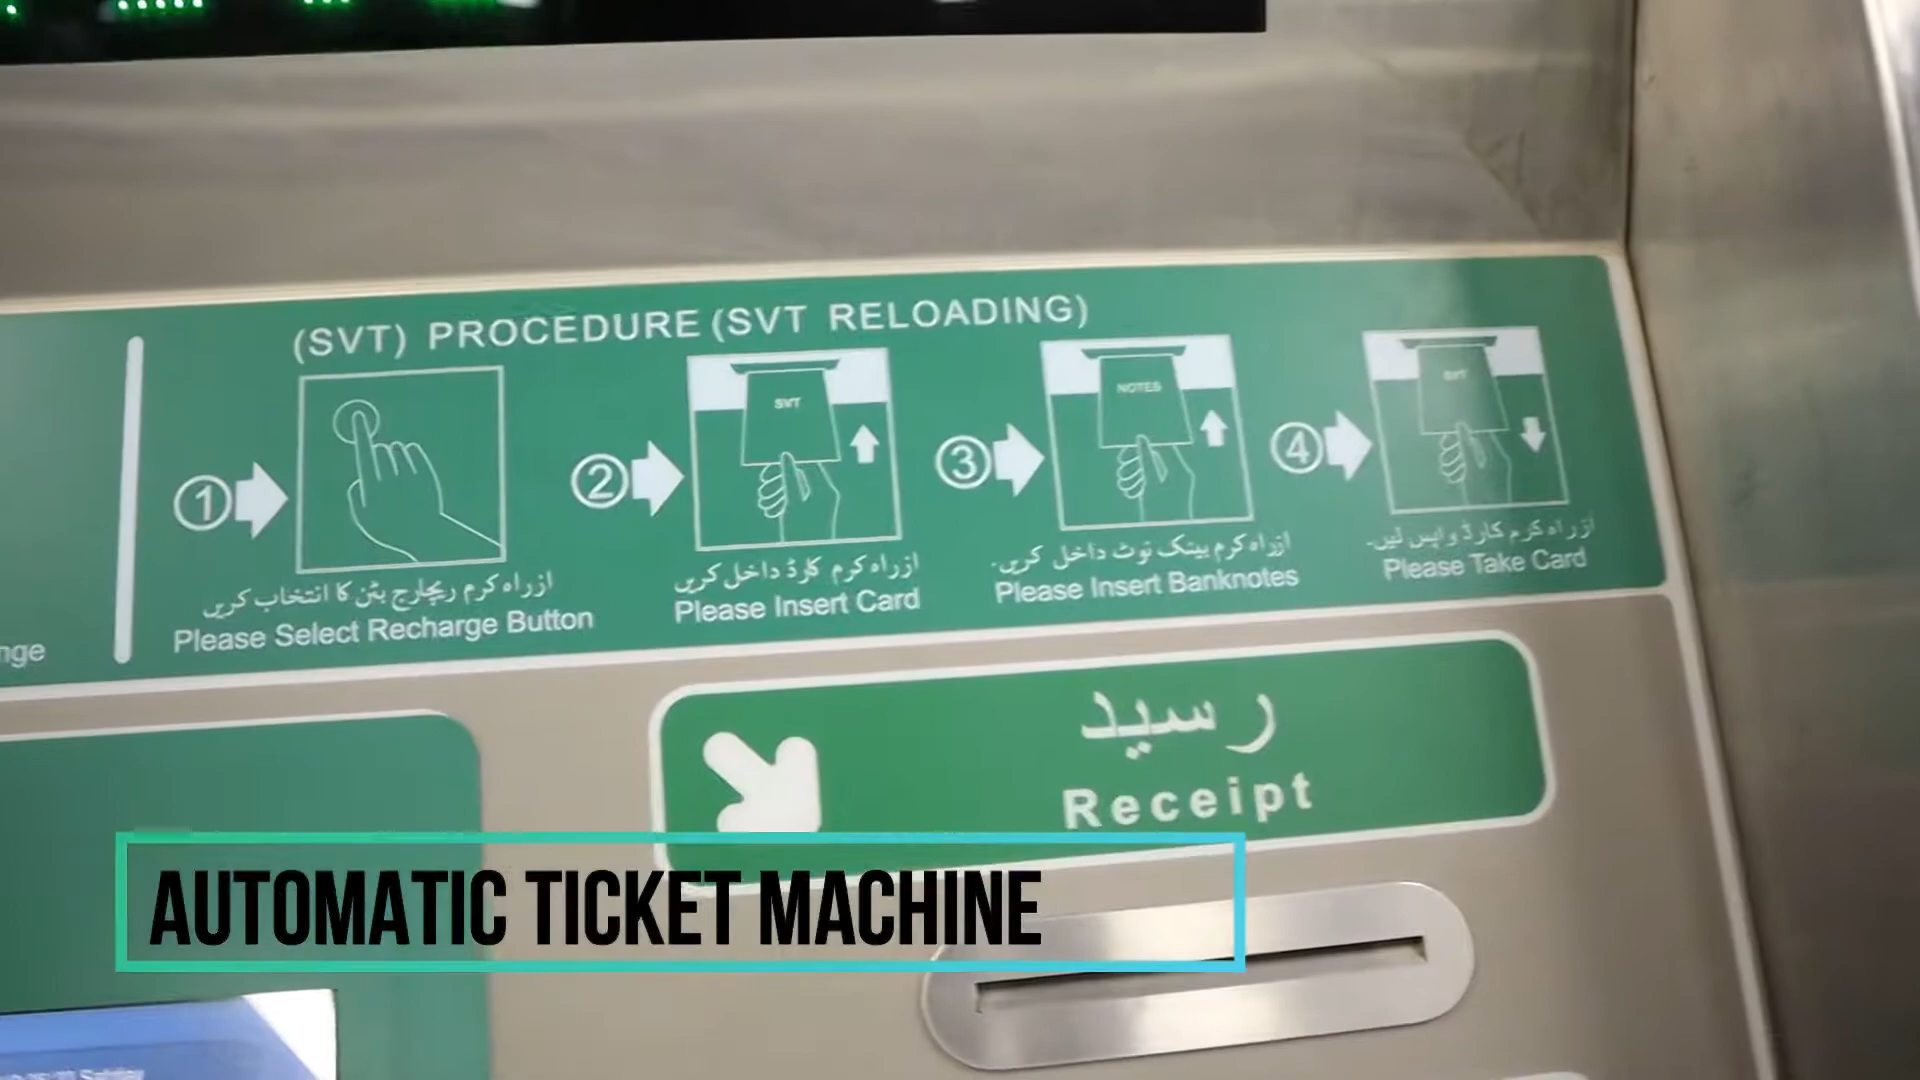 (SVT) PROCEDURE (SVT RELOADING)
1
ازراہ کرم ریچارج بٹن کا انتخاب کریں
Please Select Recharge Button
2
SVT
ازراہ کرم کارڈ داخل کریں
Please Insert Card
3
NOTES
ازراہ کرم بینک نوٹ داخل کریں۔
Please Insert Banknotes
4
SVT
ازراہ کرم کارڈ واپس لیں۔
Please Take Card
رسید
Receipt
AUTOMATIC TICKET MACHINE